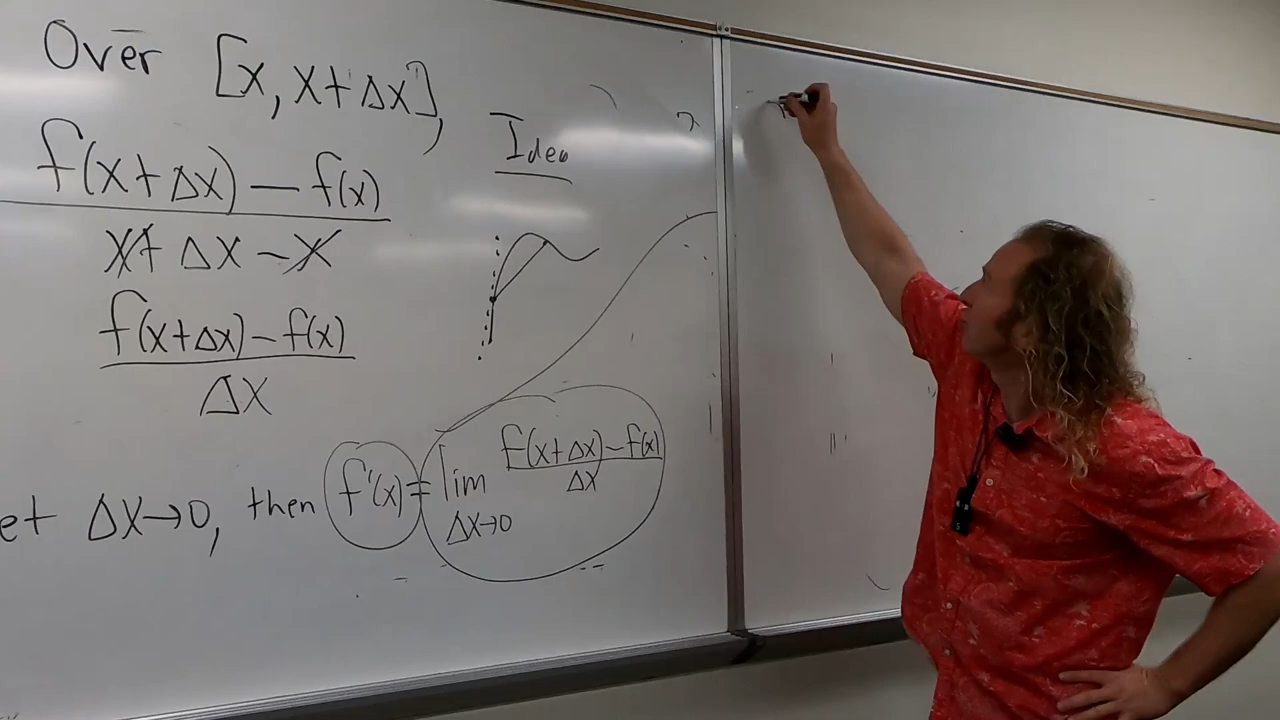 Over [x, x+Δx],
f(x+Δx) − f(x)
x+Δx−x
f(x+Δx)−f(x)
Δx
et Δx→0, then f'(x) = lim f(x+Δx)−f(x)
Δx→0 Δx
Idea